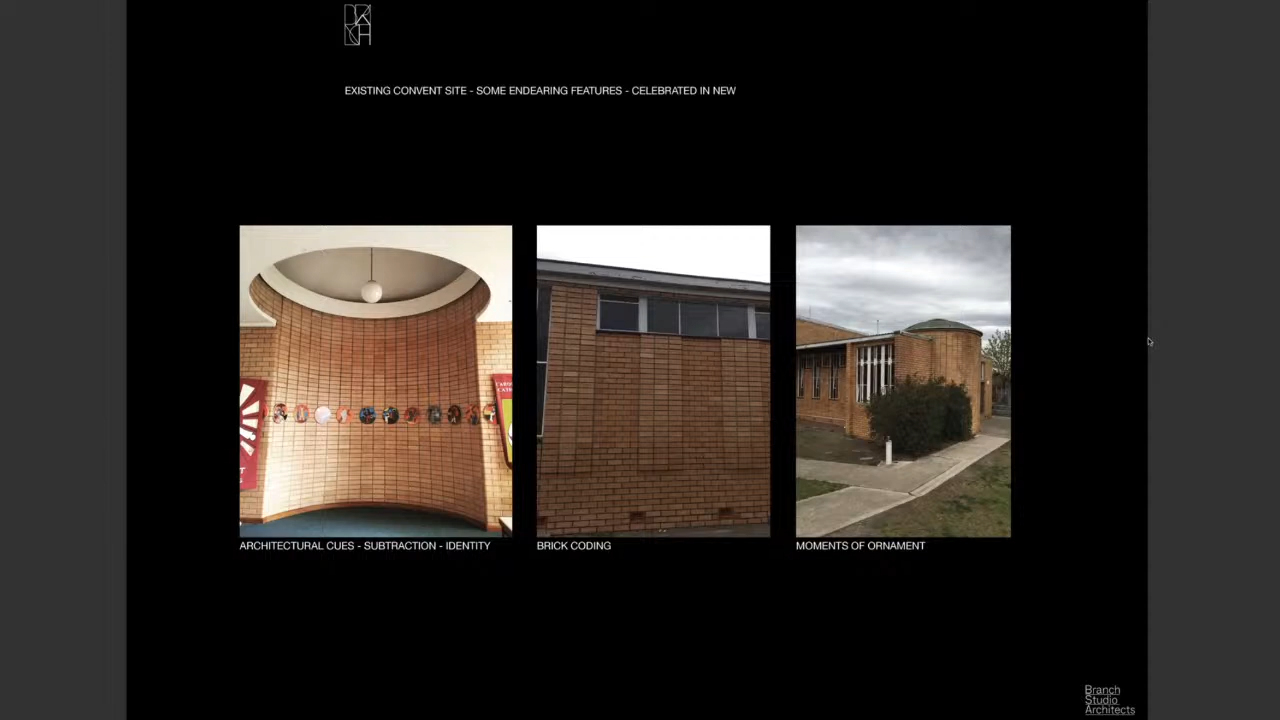 EXISTING CONVENT SITE - SOME ENDEARING FEATURES - CELEBRATED IN NEW
ARCHITECTURAL CUES - SUBTRACTION - IDENTITY
BRICK CODING
MOMENTS OF ORNAMENT
Branch
Studio
Architects